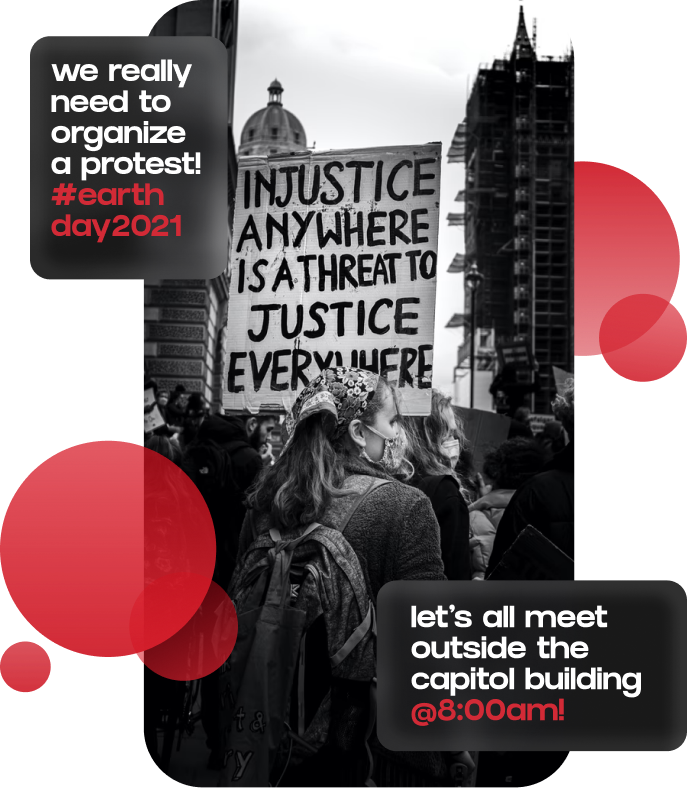 we really
need to
organize
a protest!
#earth
day2021
INJUSTICE
ANYWHERE
IS A THREAT TO
JUSTICE
EVERYWHERE
let's all meet
outside the
capitol building
@8:00am!